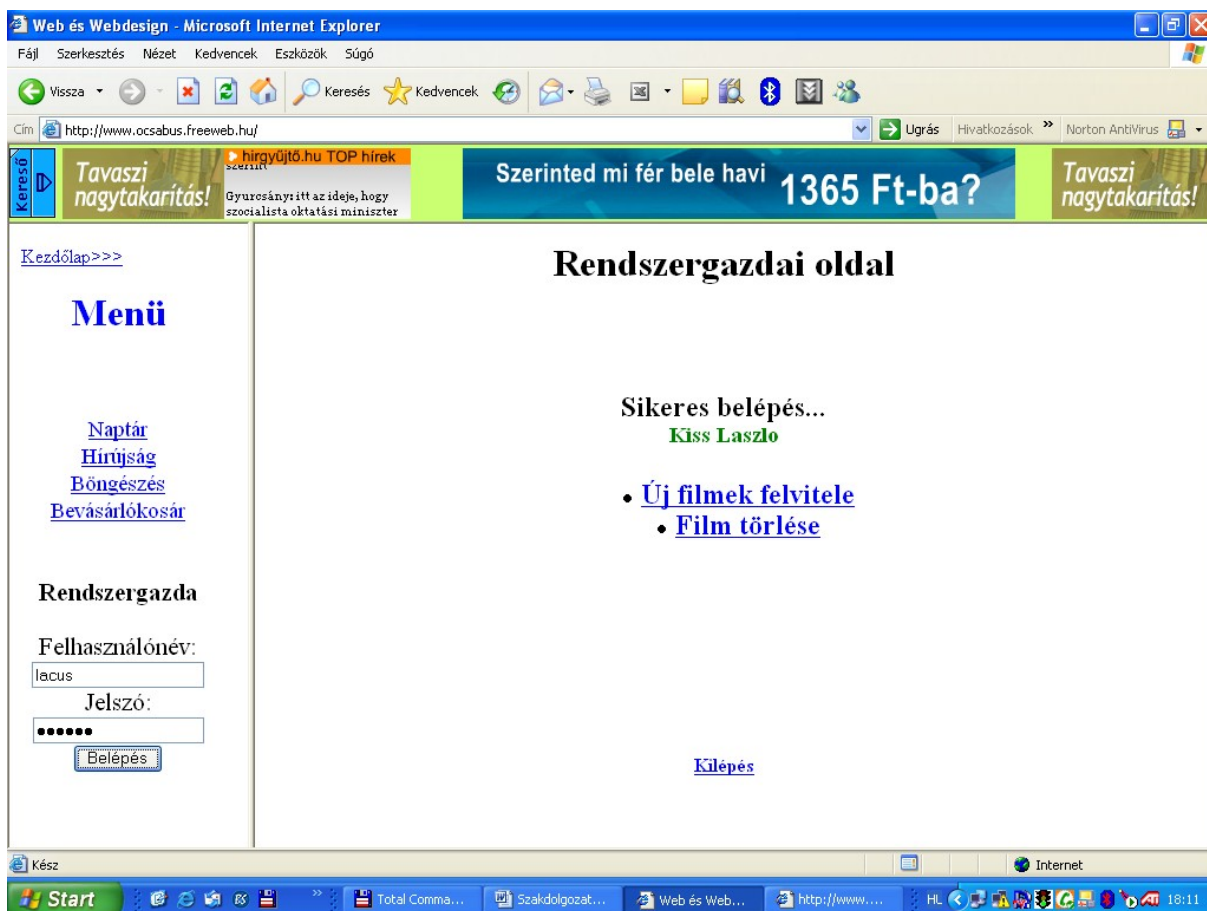 Web és Webdesign - Microsoft Internet Explorer
Fájl Szerkesztés Nézet Kedvencek Eszközök Súgó
Vissza Keresés Kedvencek
Cím http://www.ocsabus.freeweb.hu/ Ugrás Hivatkozások » Norton AntiVirus
Kereső
Tavaszi
nagytakarítás!
hirgyűjtő.hu TOP hírek
szerint
Gyurcsány: itt az ideje, hogy
szocialista oktatási miniszter
Szerinted mi fér bele havi 1365 Ft-ba?
Tavaszi
nagytakarítás!
Kezdőlap>>>
Menü
Naptár
Hírújság
Böngészés
Bevásárlókosár
Rendszergazda
Felhasználónév:
lacus
Jelszó:
••••••
Belépés
Rendszergazdai oldal
Sikeres belépés...
Kiss Laszlo
• Új filmek felvitele
• Film törlése
Kilépés
Kész Internet
Start » Total Comma... Szakdolgozat... Web és Web... http://www.... HL 18:11